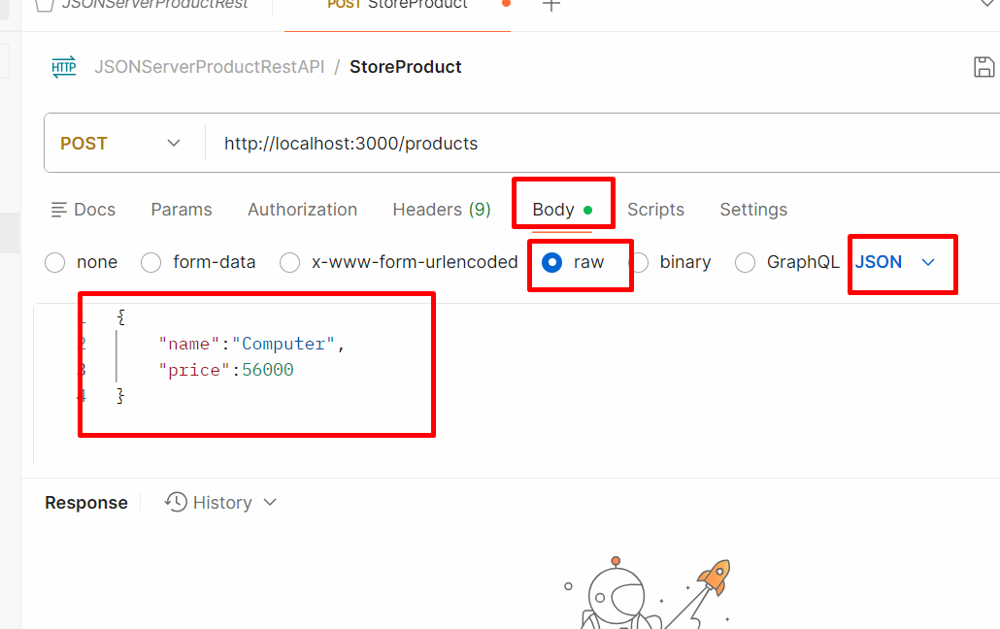 JSONServerProductRest POST StoreProduct
HTTP JSONServerProductRestAPI / StoreProduct
POST http://localhost:3000/products
Docs Params Authorization Headers (9) Body Scripts Settings
none form-data x-www-form-urlencoded raw binary GraphQL JSON
1 {
2 "name":"Computer",
3 "price":56000
4 }
Response History